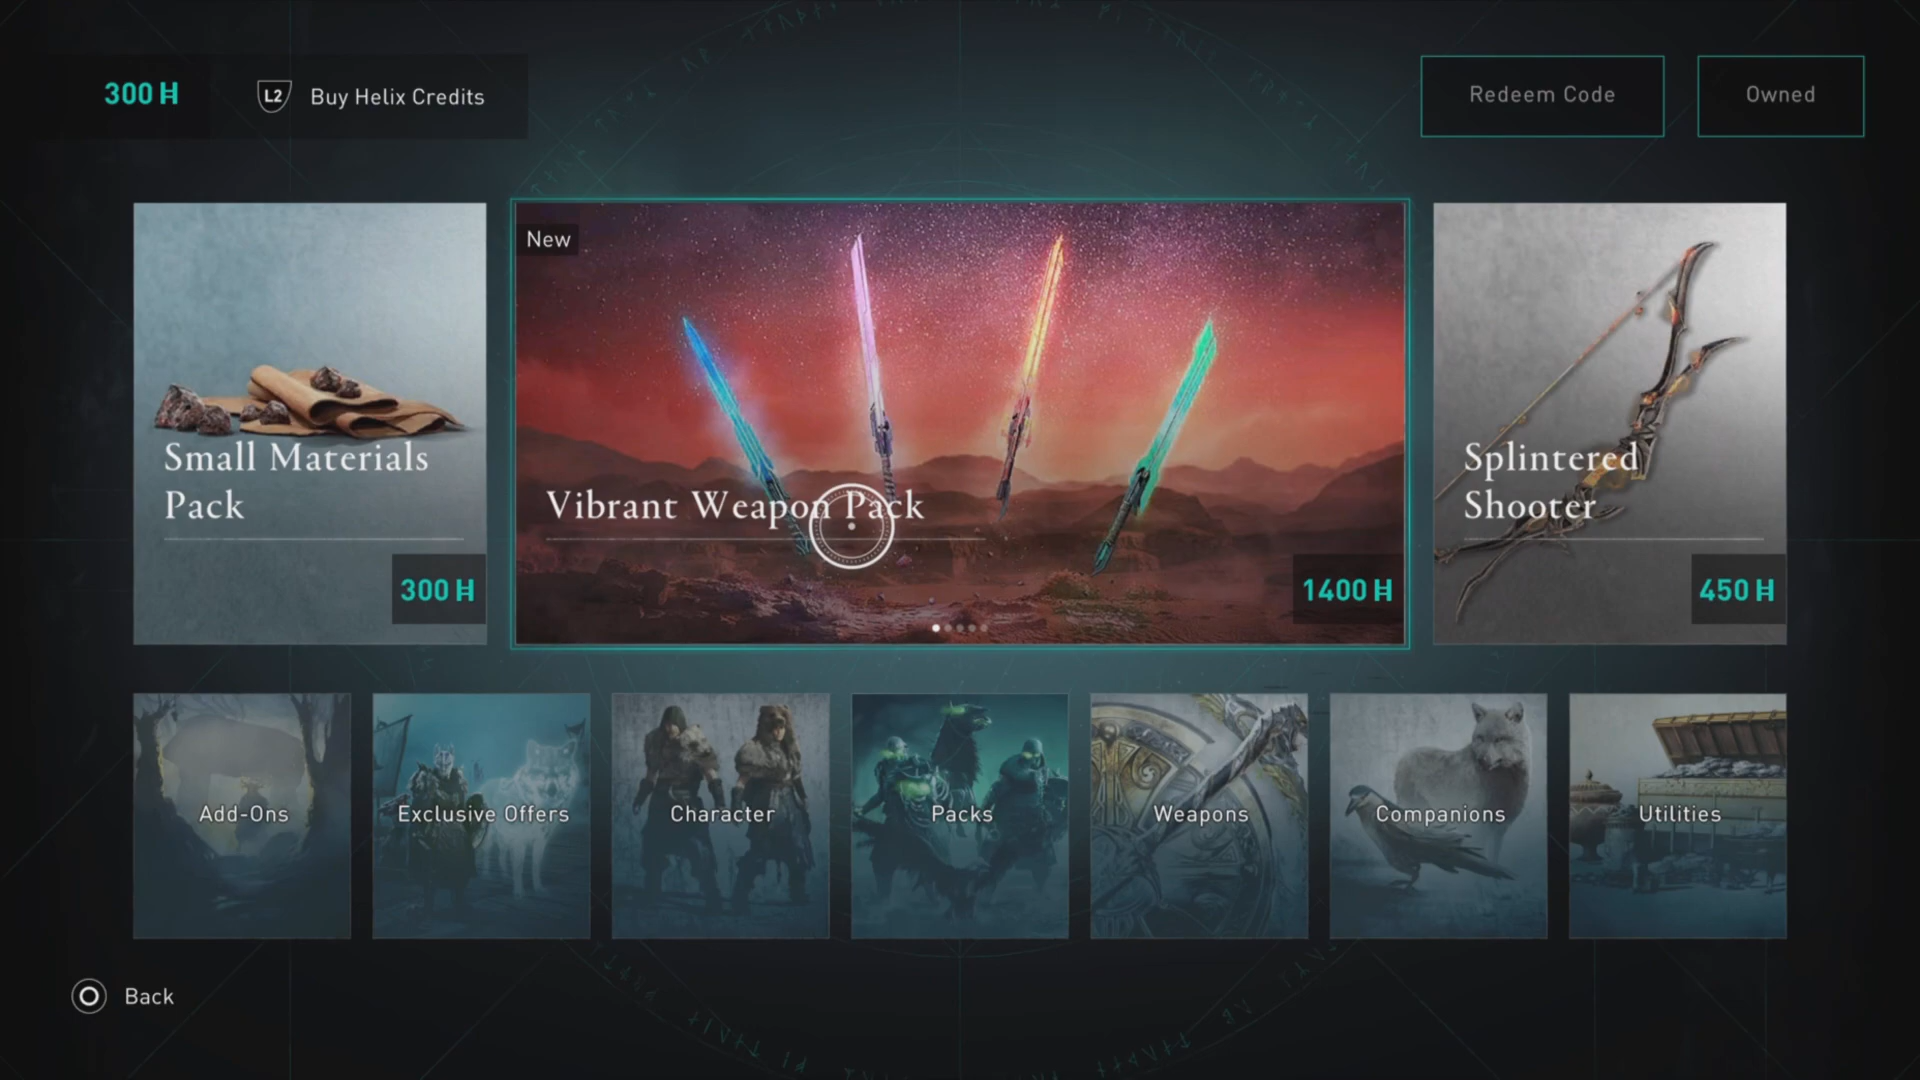 300 H
L2 Buy Helix Credits
Redeem Code
Owned
Small Materials
Pack
300 H
New
Vibrant Weapon Pack
1400 H
Splintered
Shooter
450 H
Add-Ons
Exclusive Offers
Character
Packs
Weapons
Companions
Utilities
Back